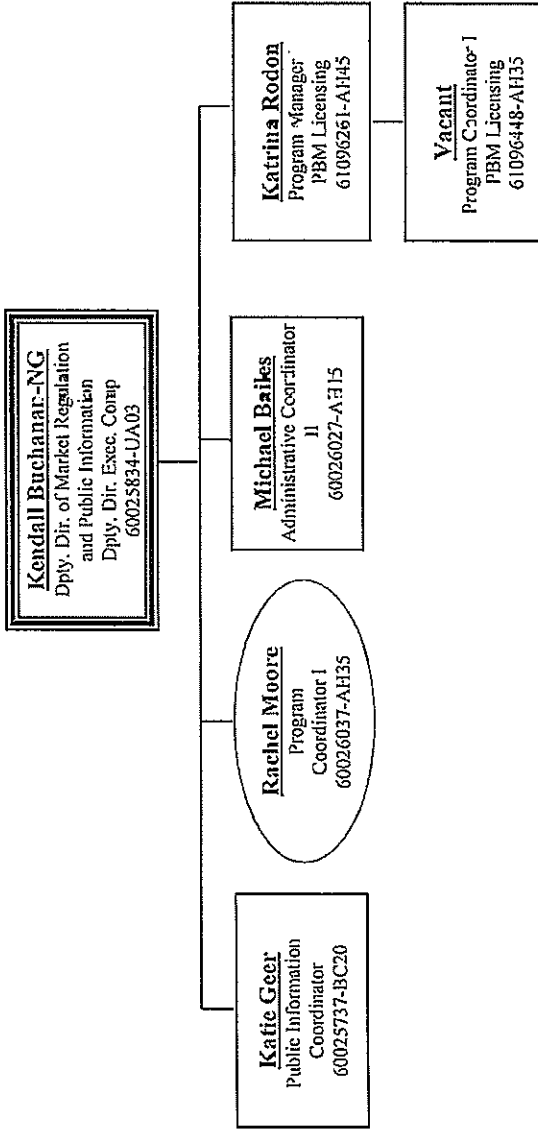 Kendall Buchanan-NG
Dpty. Dir. of Market Regulation
and Public Information
Dpty. Dir. Exec. Comp
60025834-UA03
Katie Geer
Public Information
Coordinator
60025737-BC20
Rachel Moore
Program
Coordinator I
60026037-AH35
Michael Bailes
Administrative Coordinator
II
60026027-AH15
Katrina Rodon
Program Manager
PBM Licensing
61096261-AH45
Vacant
Program Coordinator I
PBM Licensing
61096448-AH35